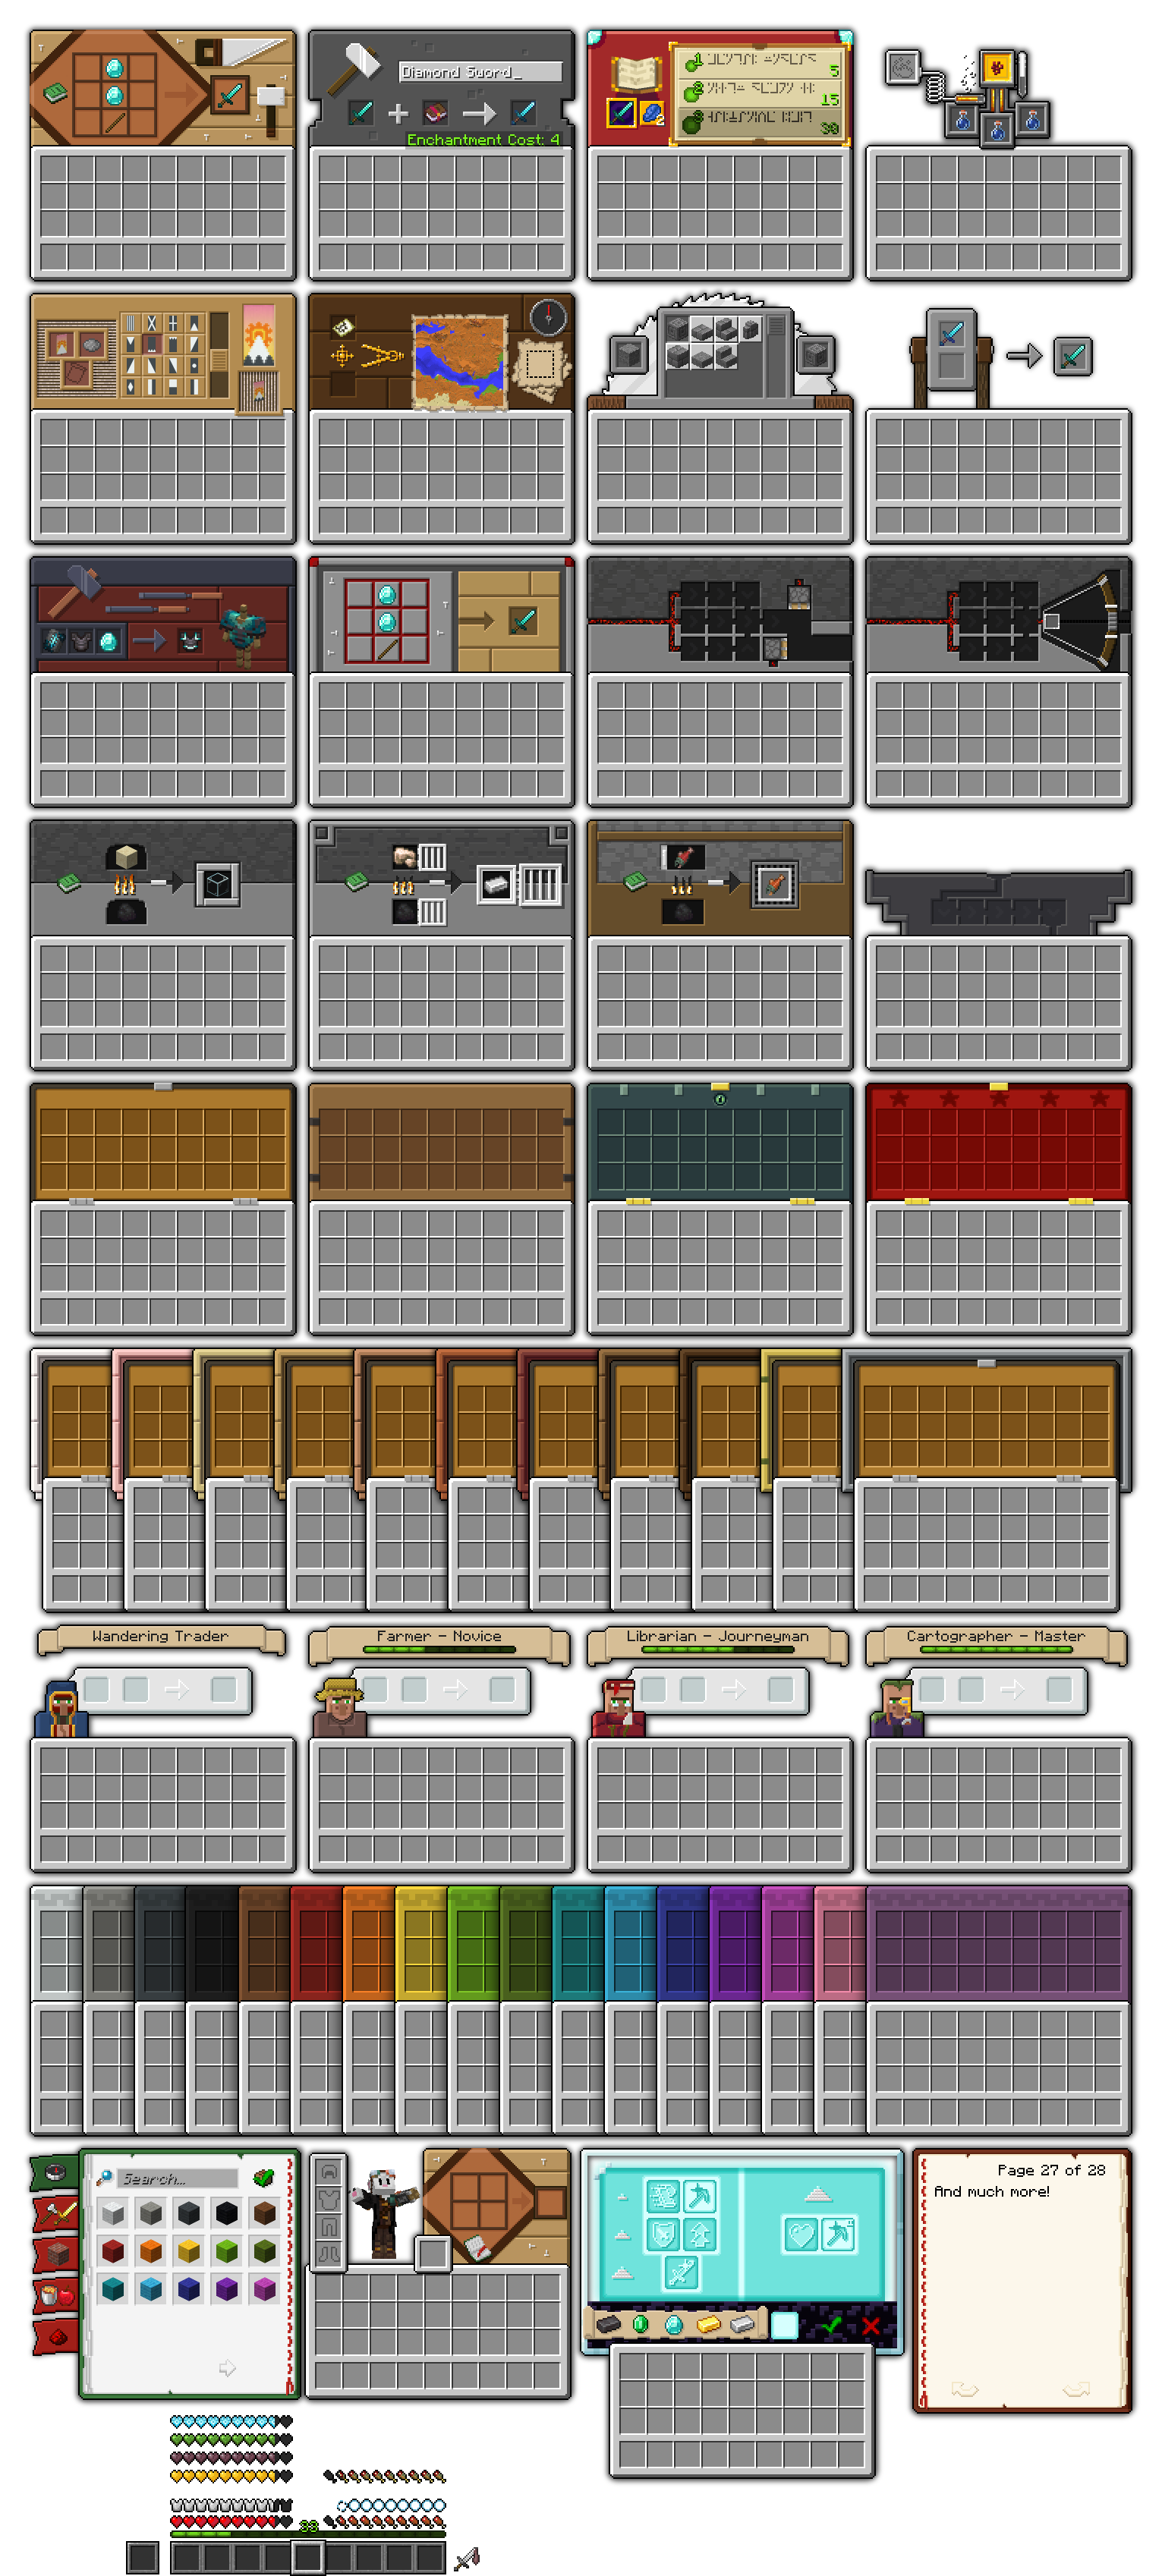 Diamond Sword_
Enchantment Cost: 4
5
15
30
Wandering Trader
Farmer - Novice
Librarian - Journeyman
Cartographer - Master
Search...
Page 27 of 28
And much more!